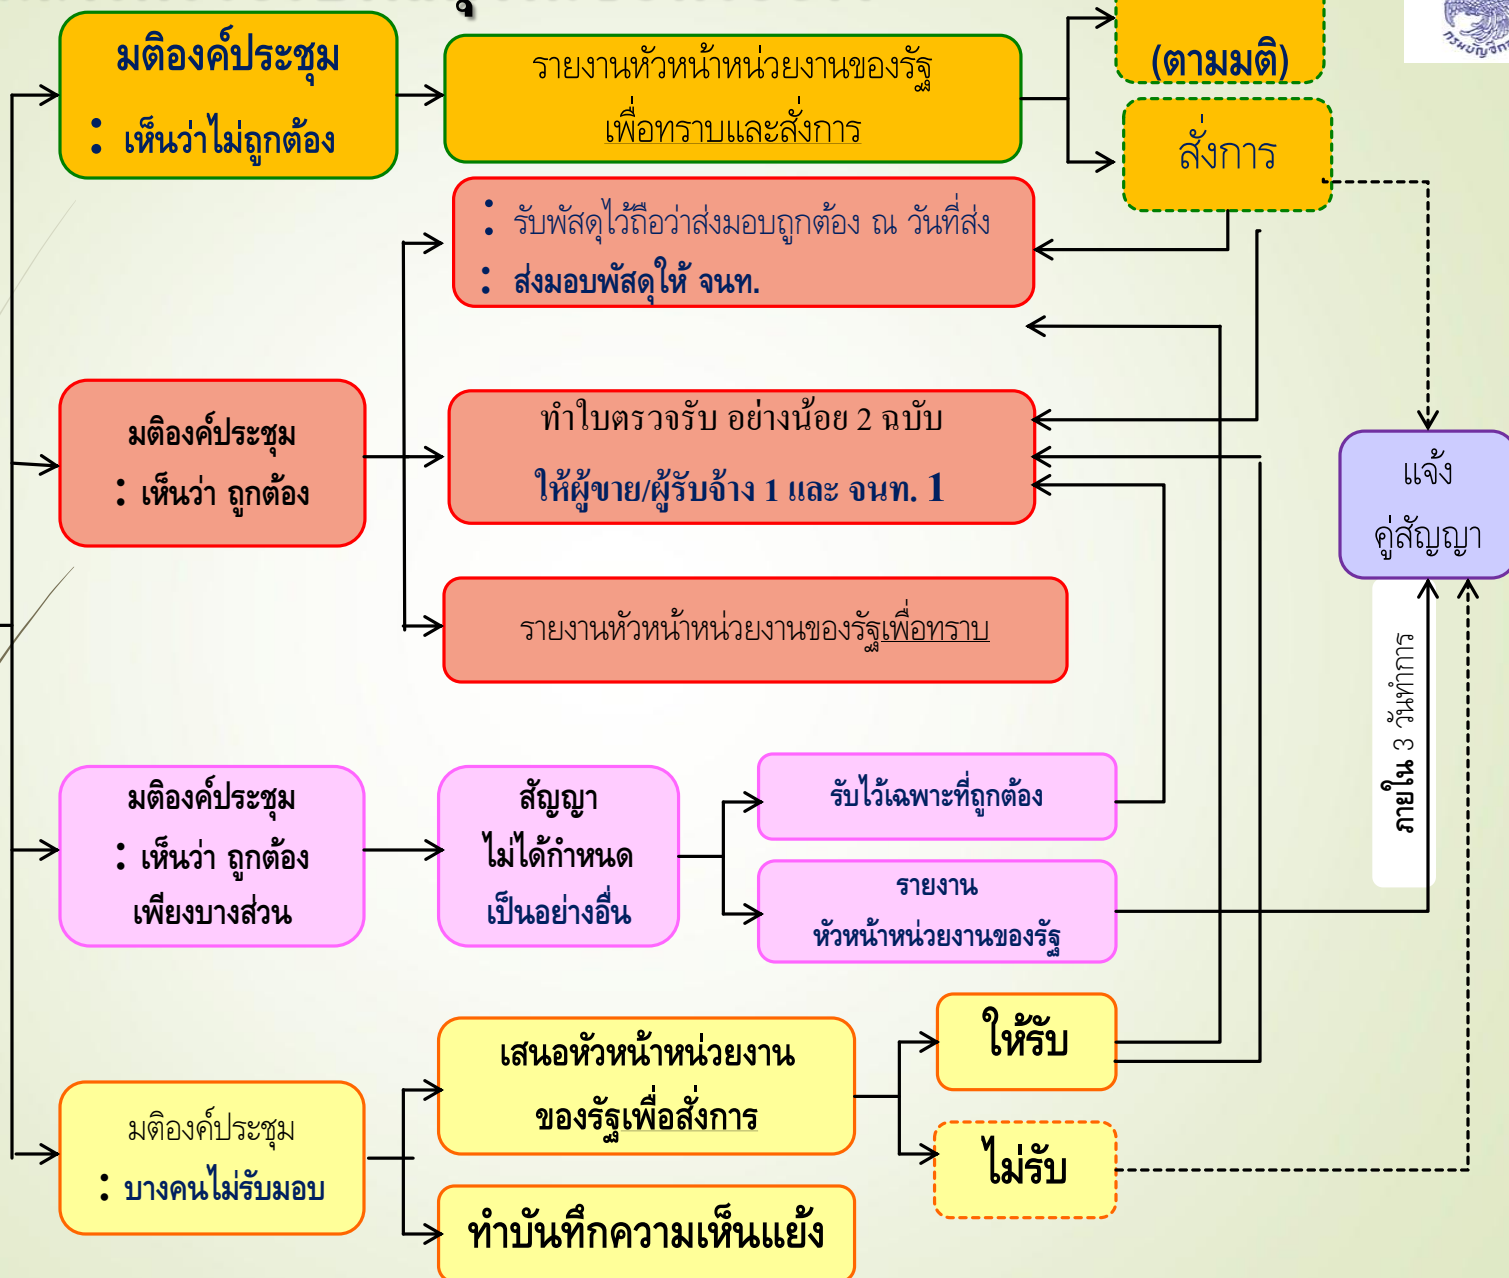 มติองค์ประชุม
: เห็นว่าไม่ถูกต้อง
รายงานหัวหน้าหน่วยงานของรัฐ
เพื่อทราบและสั่งการ
(ตามมติ)
สั่งการ
: รับพัสดุไว้ถือว่าส่งมอบถูกต้อง ณ วันที่ส่ง
: ส่งมอบพัสดุให้ จนท.
มติองค์ประชุม
: เห็นว่า ถูกต้อง
ทำใบตรวจรับ อย่างน้อย 2 ฉบับ
ให้ผู้ขาย/ผู้รับจ้าง 1 และ จนท. 1
แจ้ง
คู่สัญญา
รายงานหัวหน้าหน่วยงานของรัฐเพื่อทราบ
ภายใน 3 วันทำการ
มติองค์ประชุม
: เห็นว่า ถูกต้อง
เพียงบางส่วน
สัญญา
ไม่ได้กำหนด
เป็นอย่างอื่น
รับไว้เฉพาะที่ถูกต้อง
รายงาน
หัวหน้าหน่วยงานของรัฐ
มติองค์ประชุม
: บางคนไม่รับมอบ
เสนอหัวหน้าหน่วยงาน
ของรัฐเพื่อสั่งการ
ให้รับ
ไม่รับ
ทำบันทึกความเห็นแย้ง